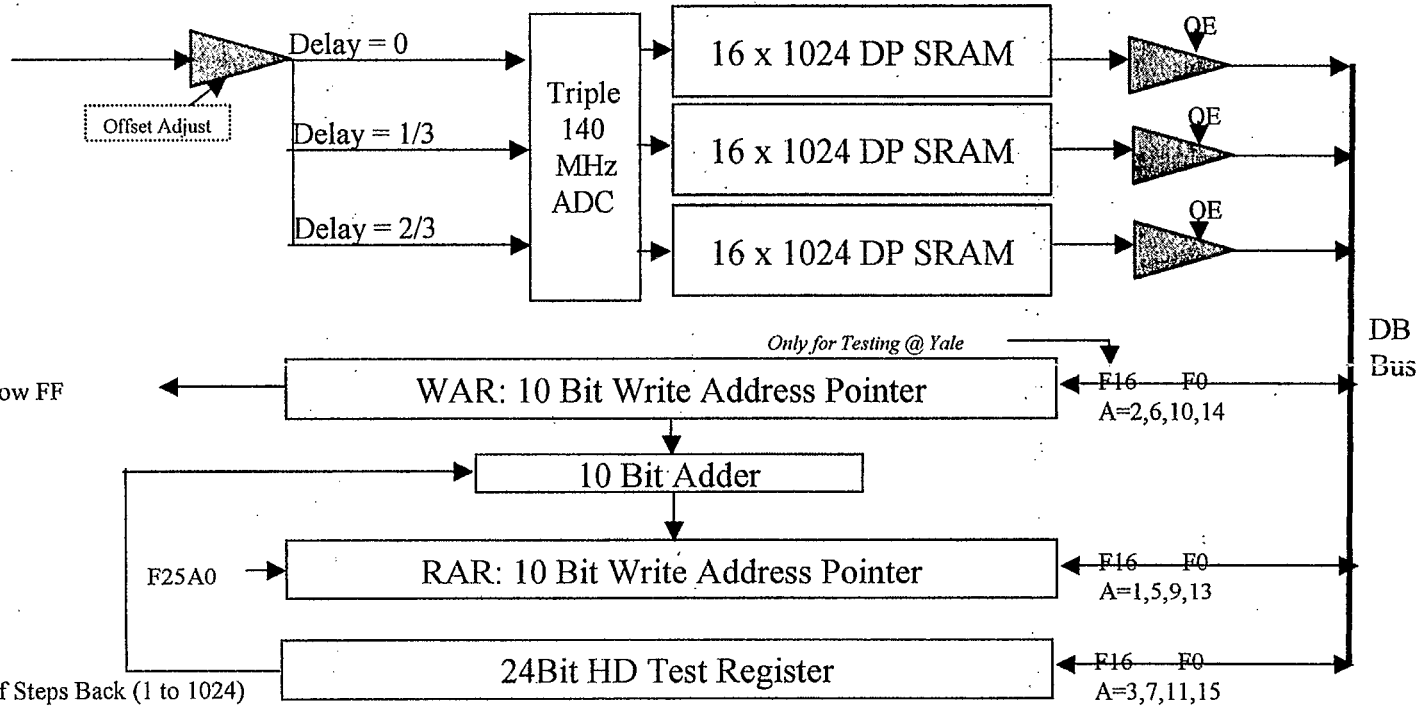 Delay = 0
Offset Adjust
Delay = 1/3
Delay = 2/3
Triple
140
MHz
ADC
16 x 1024 DP SRAM
16 x 1024 DP SRAM
16 x 1024 DP SRAM
OE
OE
OE
DB
Bus
Only for Testing @ Yale
ow FF
WAR: 10 Bit Write Address Pointer
F16 F0
A=2,6,10,14
10 Bit Adder
F25A0
RAR: 10 Bit Write Address Pointer
F16 F0
A=1,5,9,13
24Bit HD Test Register
F16 F0
A=3,7,11,15
f Steps Back (1 to 1024)